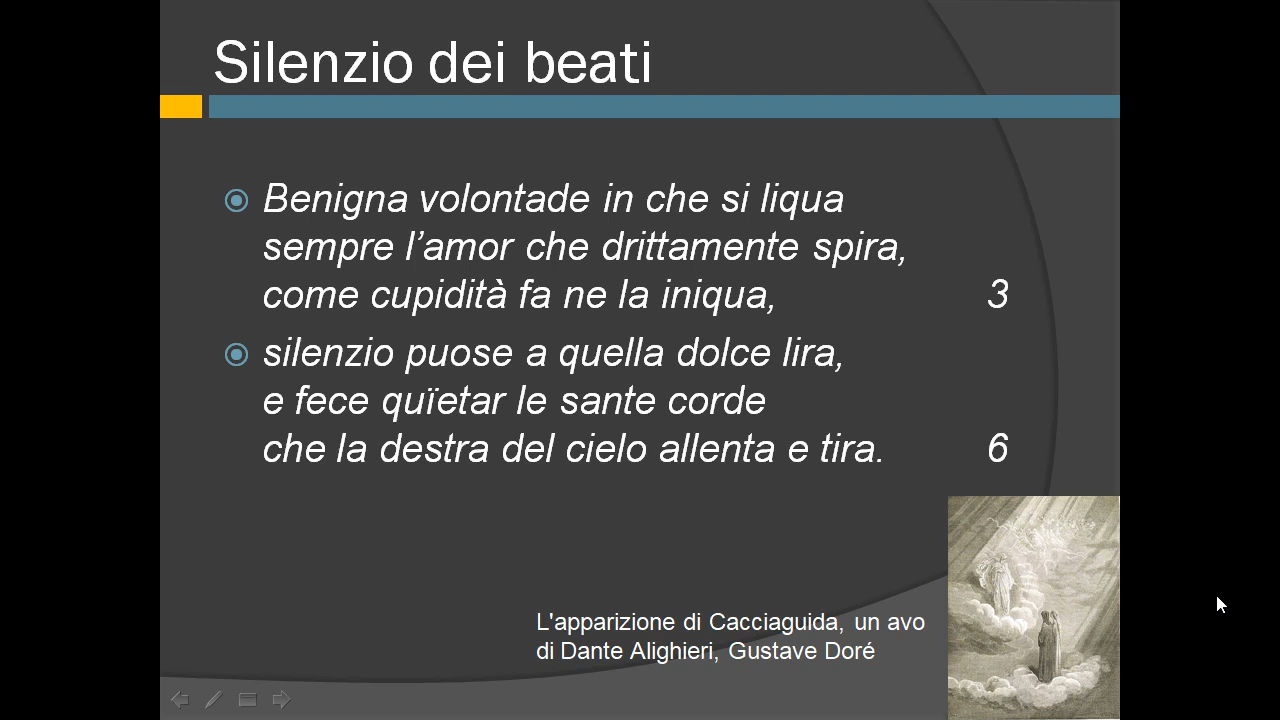 Silenzio dei beati
Benigna volontade in che si liqua
sempre l’amor che drittamente spira,
come cupidità fa ne la iniqua, 3
silenzio puose a quella dolce lira,
e fece quïetar le sante corde
che la destra del cielo allenta e tira. 6
L'apparizione di Cacciaguida, un avo
di Dante Alighieri, Gustave Doré